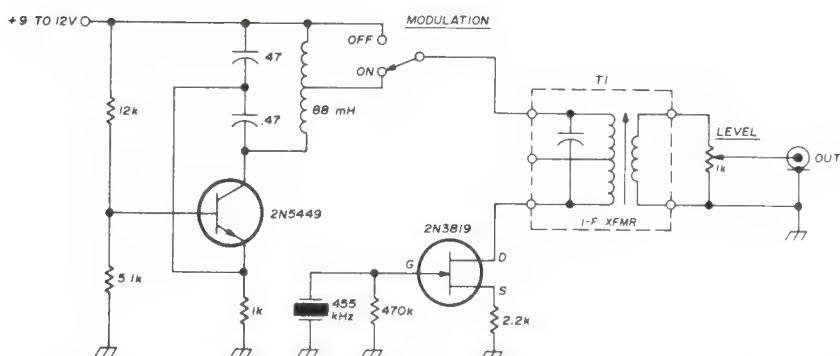 +9 TO 12V
MODULATION
OFF
ON
.47
.47
88 mH
12k
2N5449
5.1k
1k
455
kHz
470k
2N3819
G
D
S
2.2k
T1
I-F XFMR
LEVEL
1k
OUT